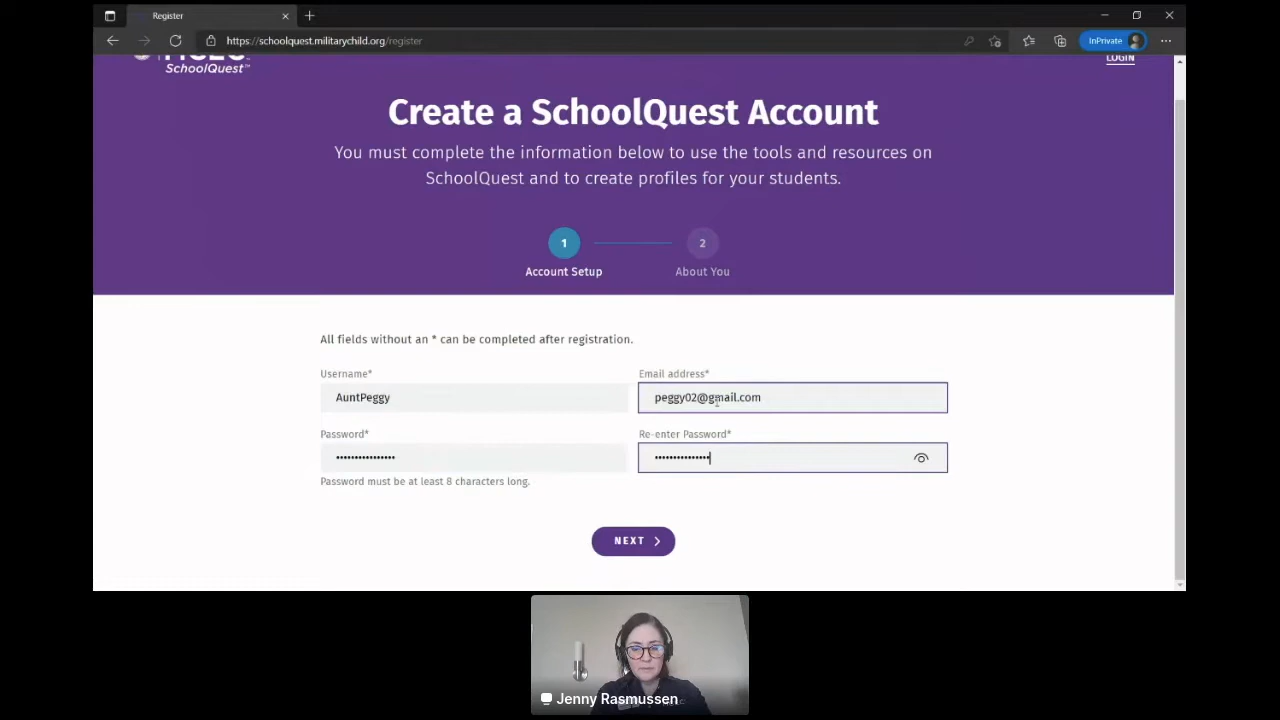 Register
https://schoolquest.militarychild.org/register
InPrivate
SchoolQuest™
LOGIN
Create a SchoolQuest Account
You must complete the information below to use the tools and resources on
SchoolQuest and to create profiles for your students.
1
2
Account Setup
About You
All fields without an * can be completed after registration.
Username*
Email address*
AuntPeggy
peggy02@gmail.com
Password*
Re-enter Password*
Password must be at least 8 characters long.
NEXT
Jenny Rasmussen